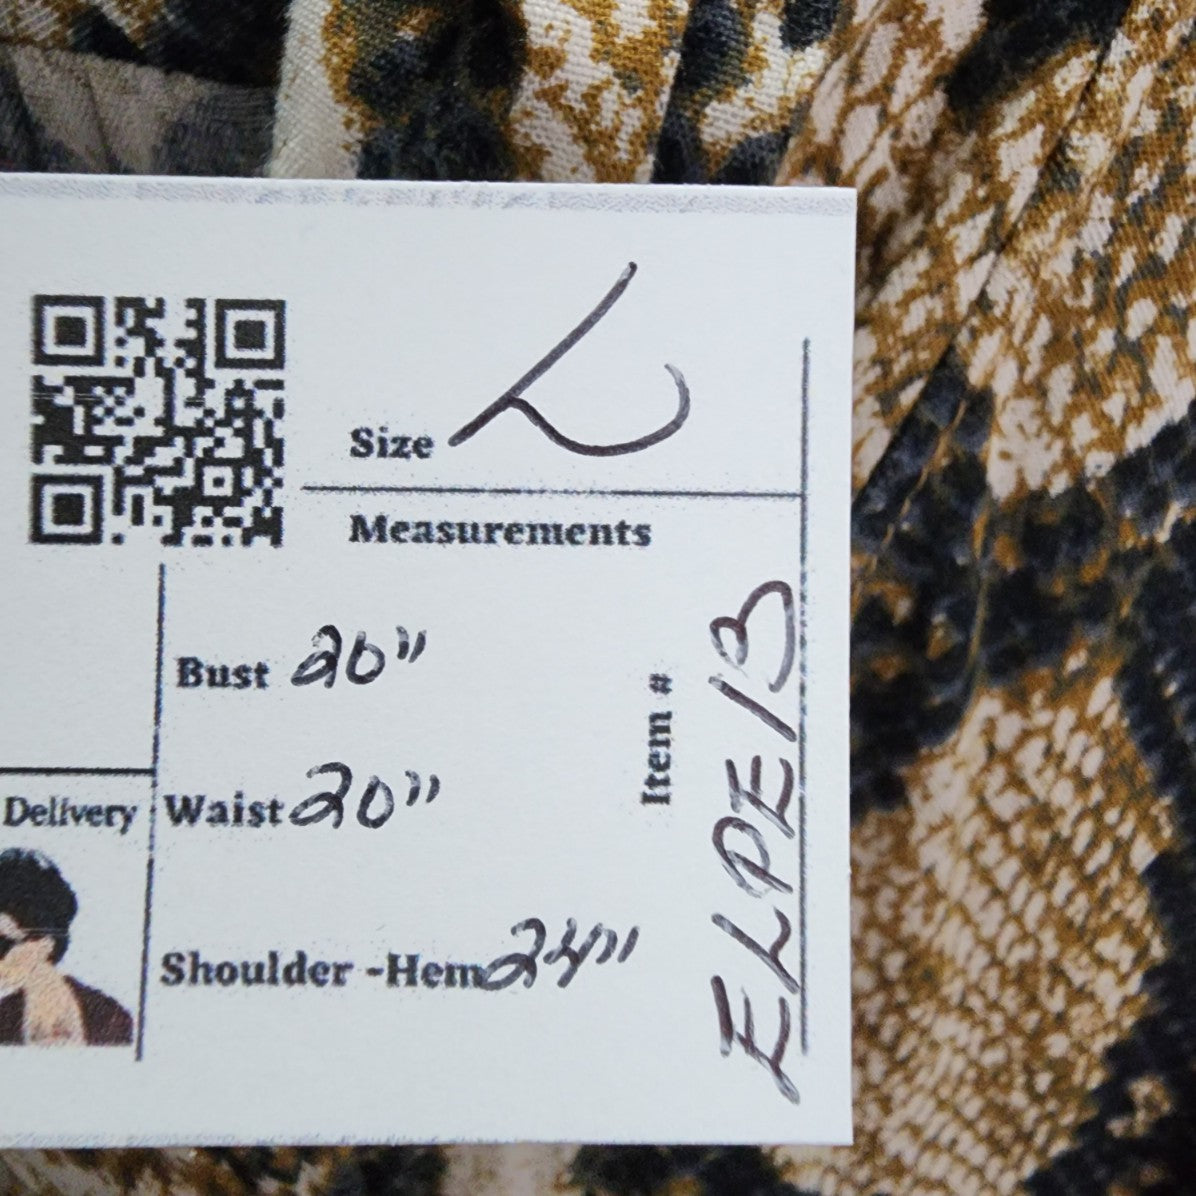 Size L
Measurements
Bust 20"
Waist 20"
Shoulder -Hem 24"
Item # ELPE13
Delivery